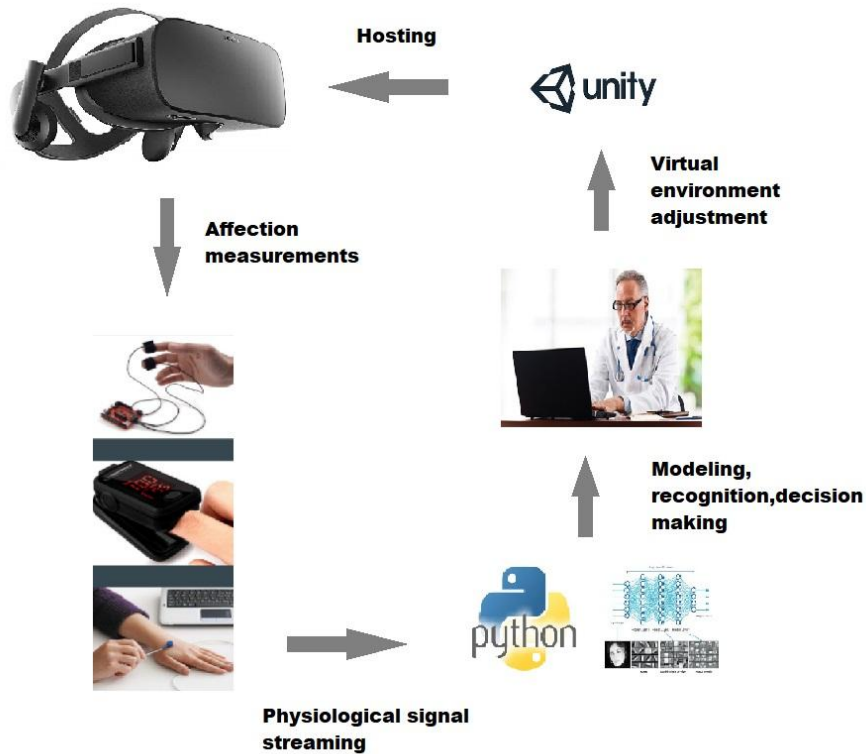 Hosting
unity
Virtual
environment
adjustment
Affection
measurements
Modeling,
recognition,decision
making
python
Physiological signal
streaming